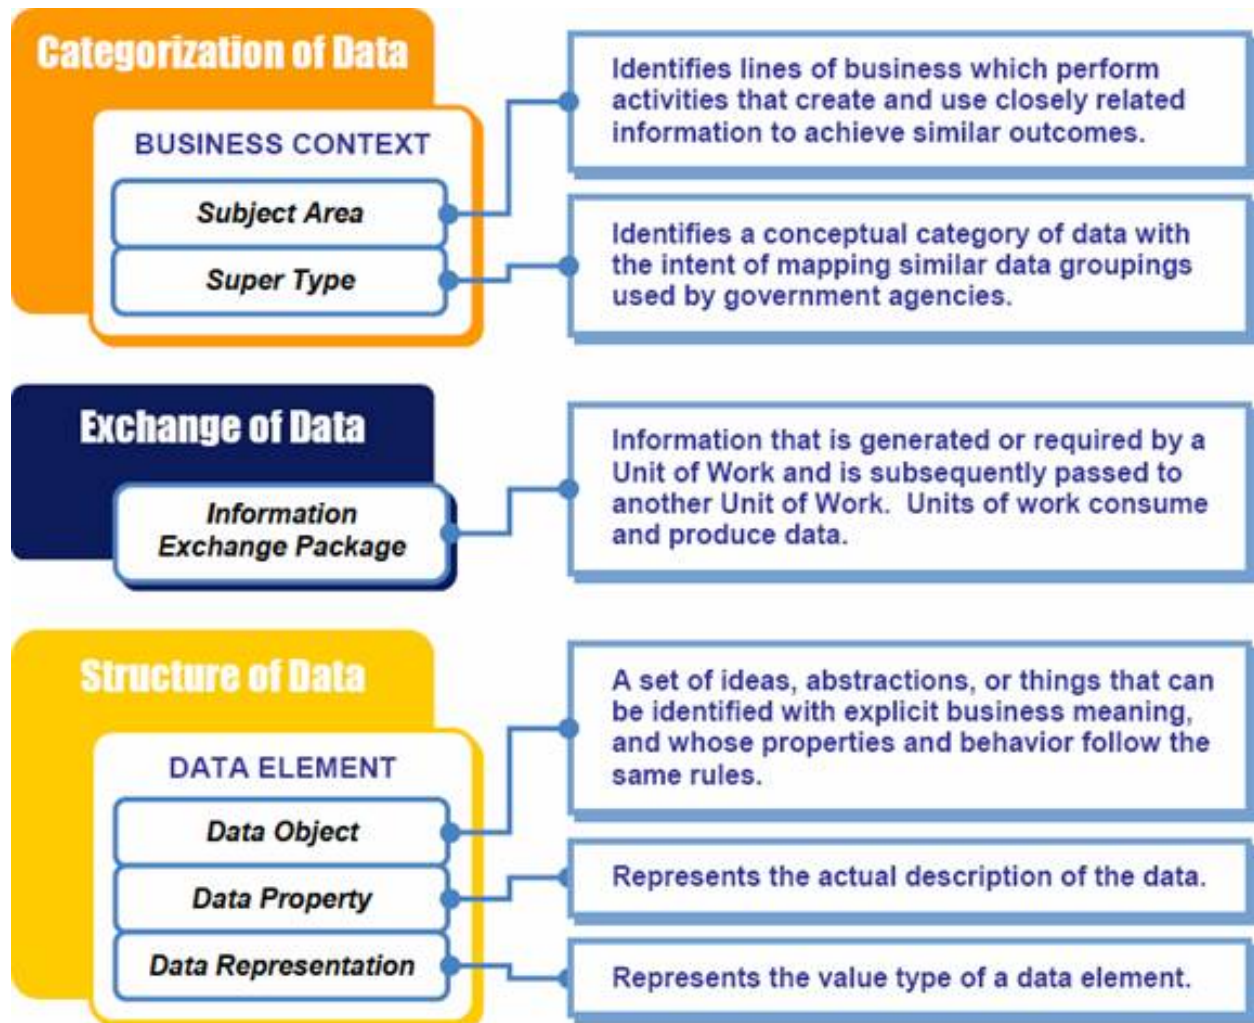 Categorization of Data
BUSINESS CONTEXT
Subject Area
Super Type
Identifies lines of business which perform
activities that create and use closely related
information to achieve similar outcomes.
Identifies a conceptual category of data with
the intent of mapping similar data groupings
used by government agencies.
Exchange of Data
Information
Exchange Package
Information that is generated or required by a
Unit of Work and is subsequently passed to
another Unit of Work.  Units of work consume
and produce data.
Structure of Data
DATA ELEMENT
Data Object
Data Property
Data Representation
A set of ideas, abstractions, or things that can
be identified with explicit business meaning,
and whose properties and behavior follow the
same rules.
Represents the actual description of the data.
Represents the value type of a data element.